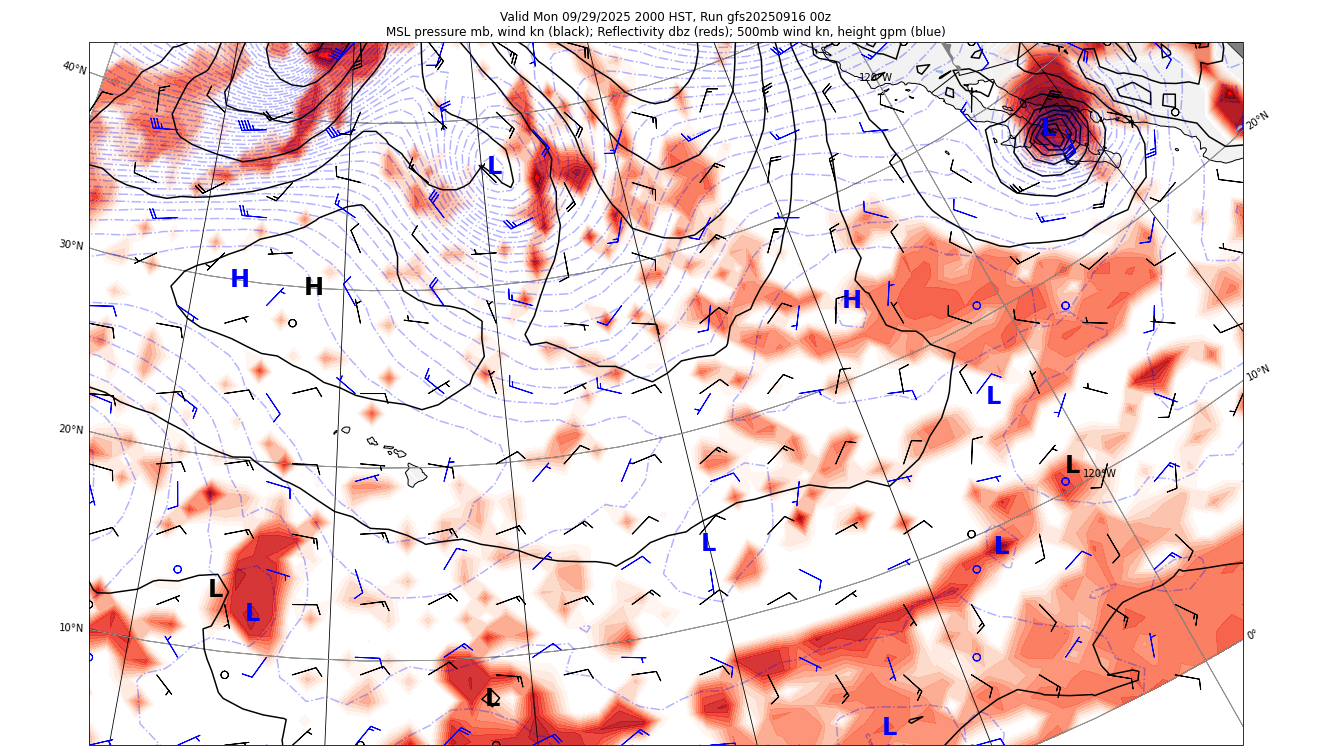 Valid Mon 09/29/2025 2000 HST, Run gfs20250916 00z
MSL pressure mb, wind kn (black); Reflectivity dbz (reds); 500mb wind kn, height gpm (blue)
40°N
120°W
20°N
L
L
30°N
H
H
H
10°N
L
20°N
L
120°W
L
L
L
L
10°N
0°
L
L